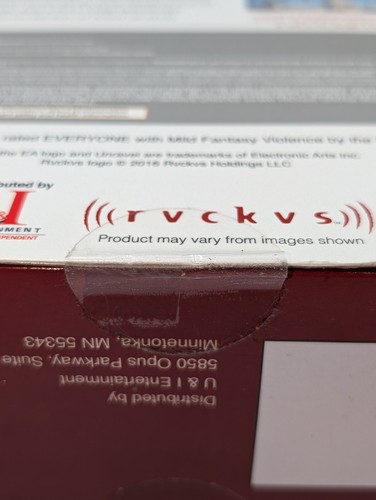 rated EVERYONE with Mild Fantasy Violence by the
the EA logo and Unravel are trademarks of Electronic Arts Inc.
Rvckvs logo © 2016 Rvckvs Holdings LLC
buted by
&I
NMENT
DEPENDENT
(((rvckvs)))
Product may vary from images shown
Distributed by
U & I Entertainment
5850 Opus Parkway, Suite
Minnetonka, MN 55343